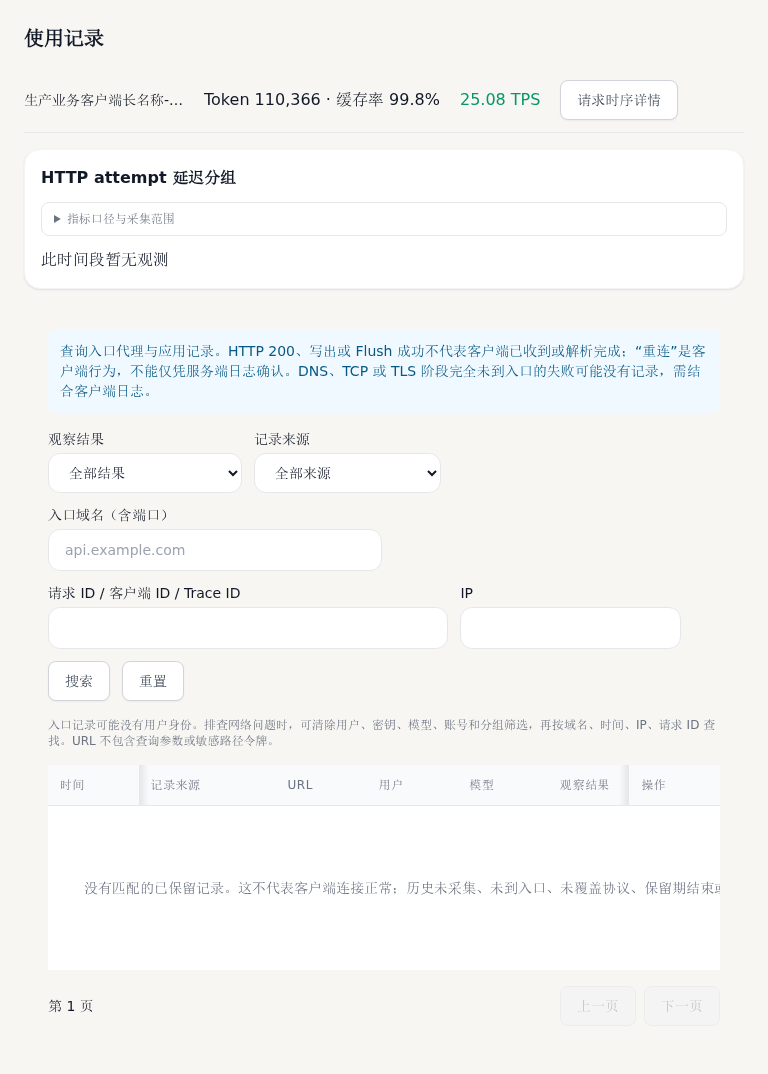 使用记录
生产业务客户端长名称-... Token 110,366 · 缓存率 99.8% 25.08 TPS 请求时序详情
HTTP attempt 延迟分组
▶ 指标口径与采集范围
此时间段暂无观测
查询入口代理与应用记录。HTTP 200、写出或 Flush 成功不代表客户端已收到或解析完成；“重连”是客
户端行为，不能仅凭服务端日志确认。DNS、TCP 或 TLS 阶段完全未到入口的失败可能没有记录，需结
合客户端日志。
观察结果 记录来源
全部结果 全部来源
入口域名（含端口）
api.example.com
请求 ID / 客户端 ID / Trace ID IP
搜索 重置
入口记录可能没有用户身份。排查网络问题时，可清除用户、密钥、模型、账号和分组筛选，再按域名、时间、IP、请求 ID 查
找。URL 不包含查询参数或敏感路径令牌。
时间 记录来源 URL 用户 模型 观察结果 操作
没有匹配的已保留记录。这不代表客户端连接正常；历史未采集、未到入口、未覆盖协议、保留期结束
第 1 页 上一页 下一页